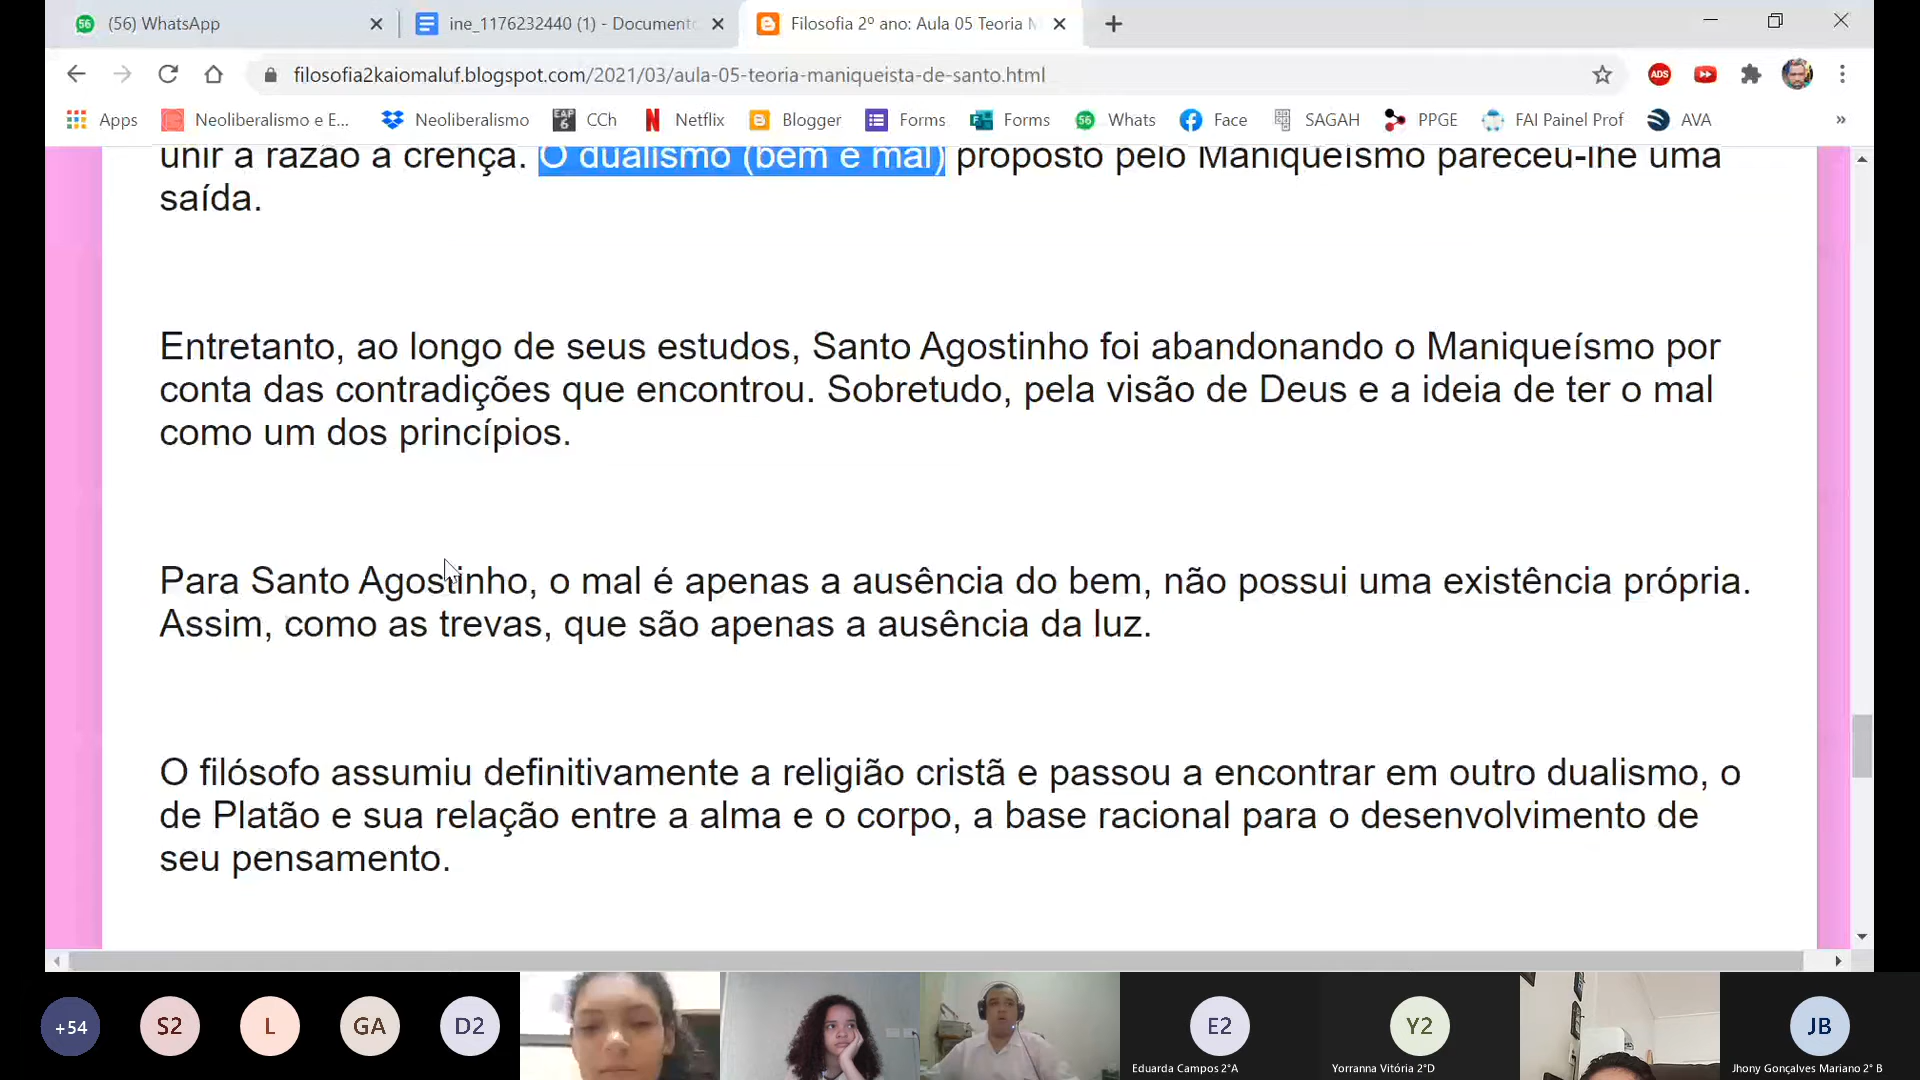 (56) WhatsApp
ine_1176232440 (1) - Documento
Filosofia 2º ano: Aula 05 Teoria M
filosofia2kaiomaluf.blogspot.com/2021/03/aula-05-teoria-maniqueista-de-santo.html
ADS
Apps
Neoliberalismo e E...
Neoliberalismo
EAP 6
CCh
N
Netflix
Blogger
Forms
Forms
56
Whats
Face
SAGAH
PPGE
FAI Painel Prof
AVA
»
unir a razão à crença. O dualismo (bem e mal) proposto pelo Maniqueísmo pareceu-lhe uma
saída.
Entretanto, ao longo de seus estudos, Santo Agostinho foi abandonando o Maniqueísmo por
conta das contradições que encontrou. Sobretudo, pela visão de Deus e a ideia de ter o mal
como um dos princípios.
Para Santo Agostinho, o mal é apenas a ausência do bem, não possui uma existência própria.
Assim, como as trevas, que são apenas a ausência da luz.
O filósofo assumiu definitivamente a religião cristã e passou a encontrar em outro dualismo, o
de Platão e sua relação entre a alma e o corpo, a base racional para o desenvolvimento de
seu pensamento.
+54
S2
L
GA
D2
E2
Eduarda Campos 2°A
Y2
Yorranna Vitória 2°D
JB
Jhony Gonçalves Mariano 2° B